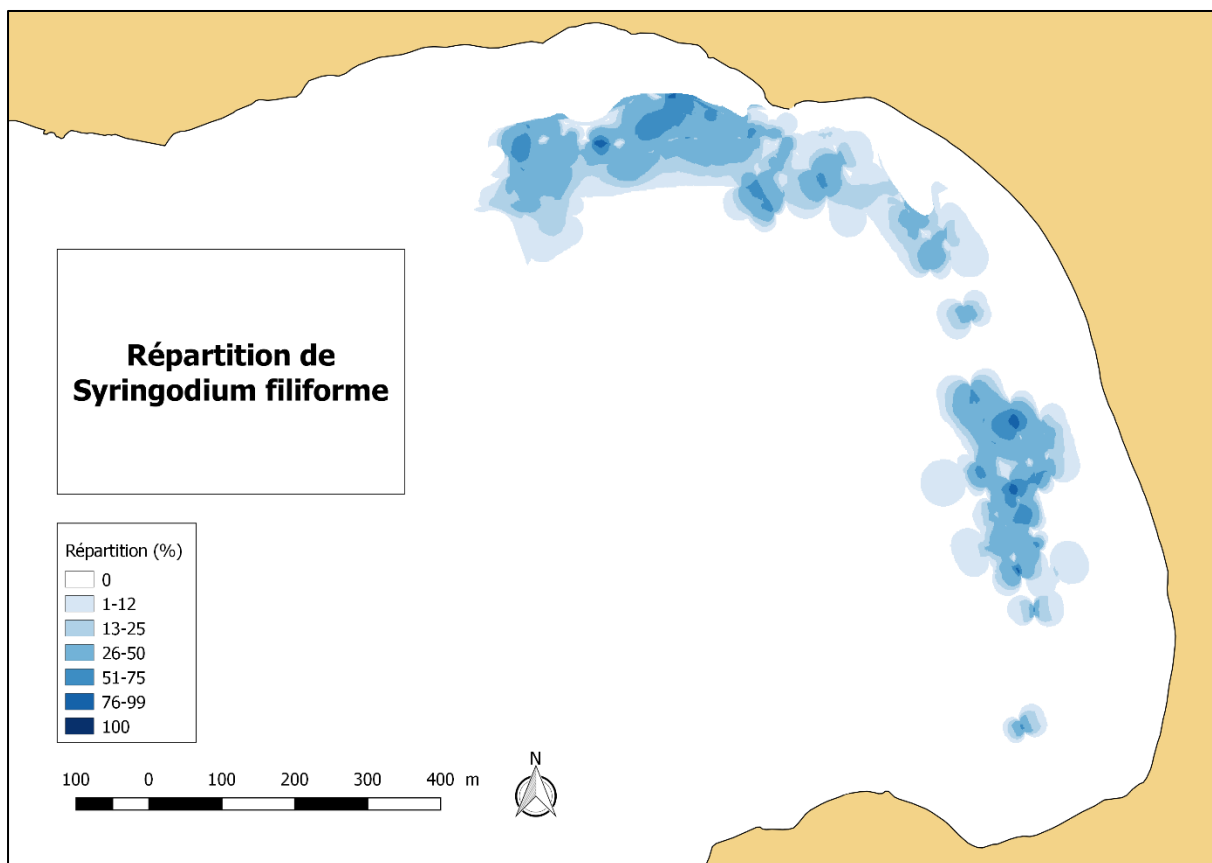 Répartition de
Syringodium filiforme
Répartition (%)
0
1-12
13-25
26-50
51-75
76-99
100
100 0 100 200 300 400 m
N